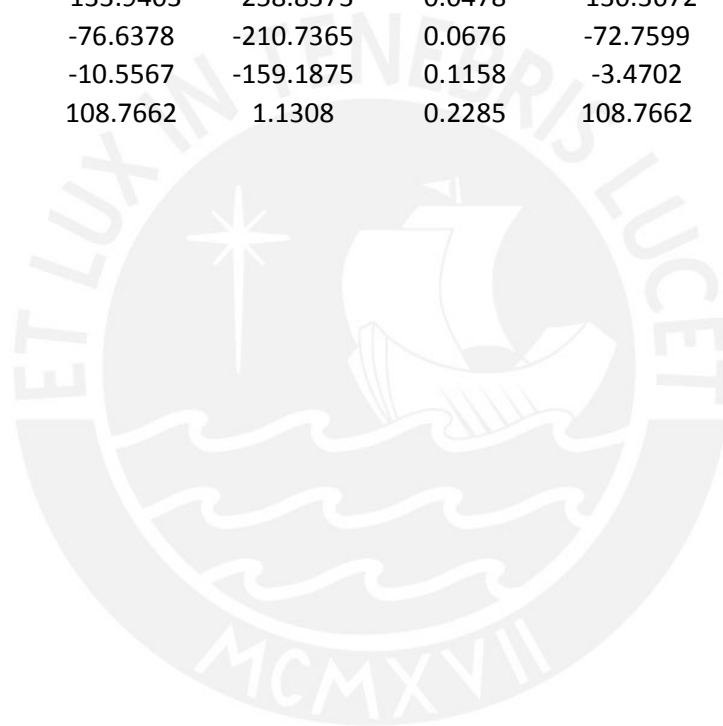 -76.6378 -210.7365 0.0676 -72.7599
-10.5567 -159.1875 0.1158 -3.4702
108.7662 1.1308 0.2285 108.7662
ET LUX IN TENEBRIS LUCET
MCMXVII